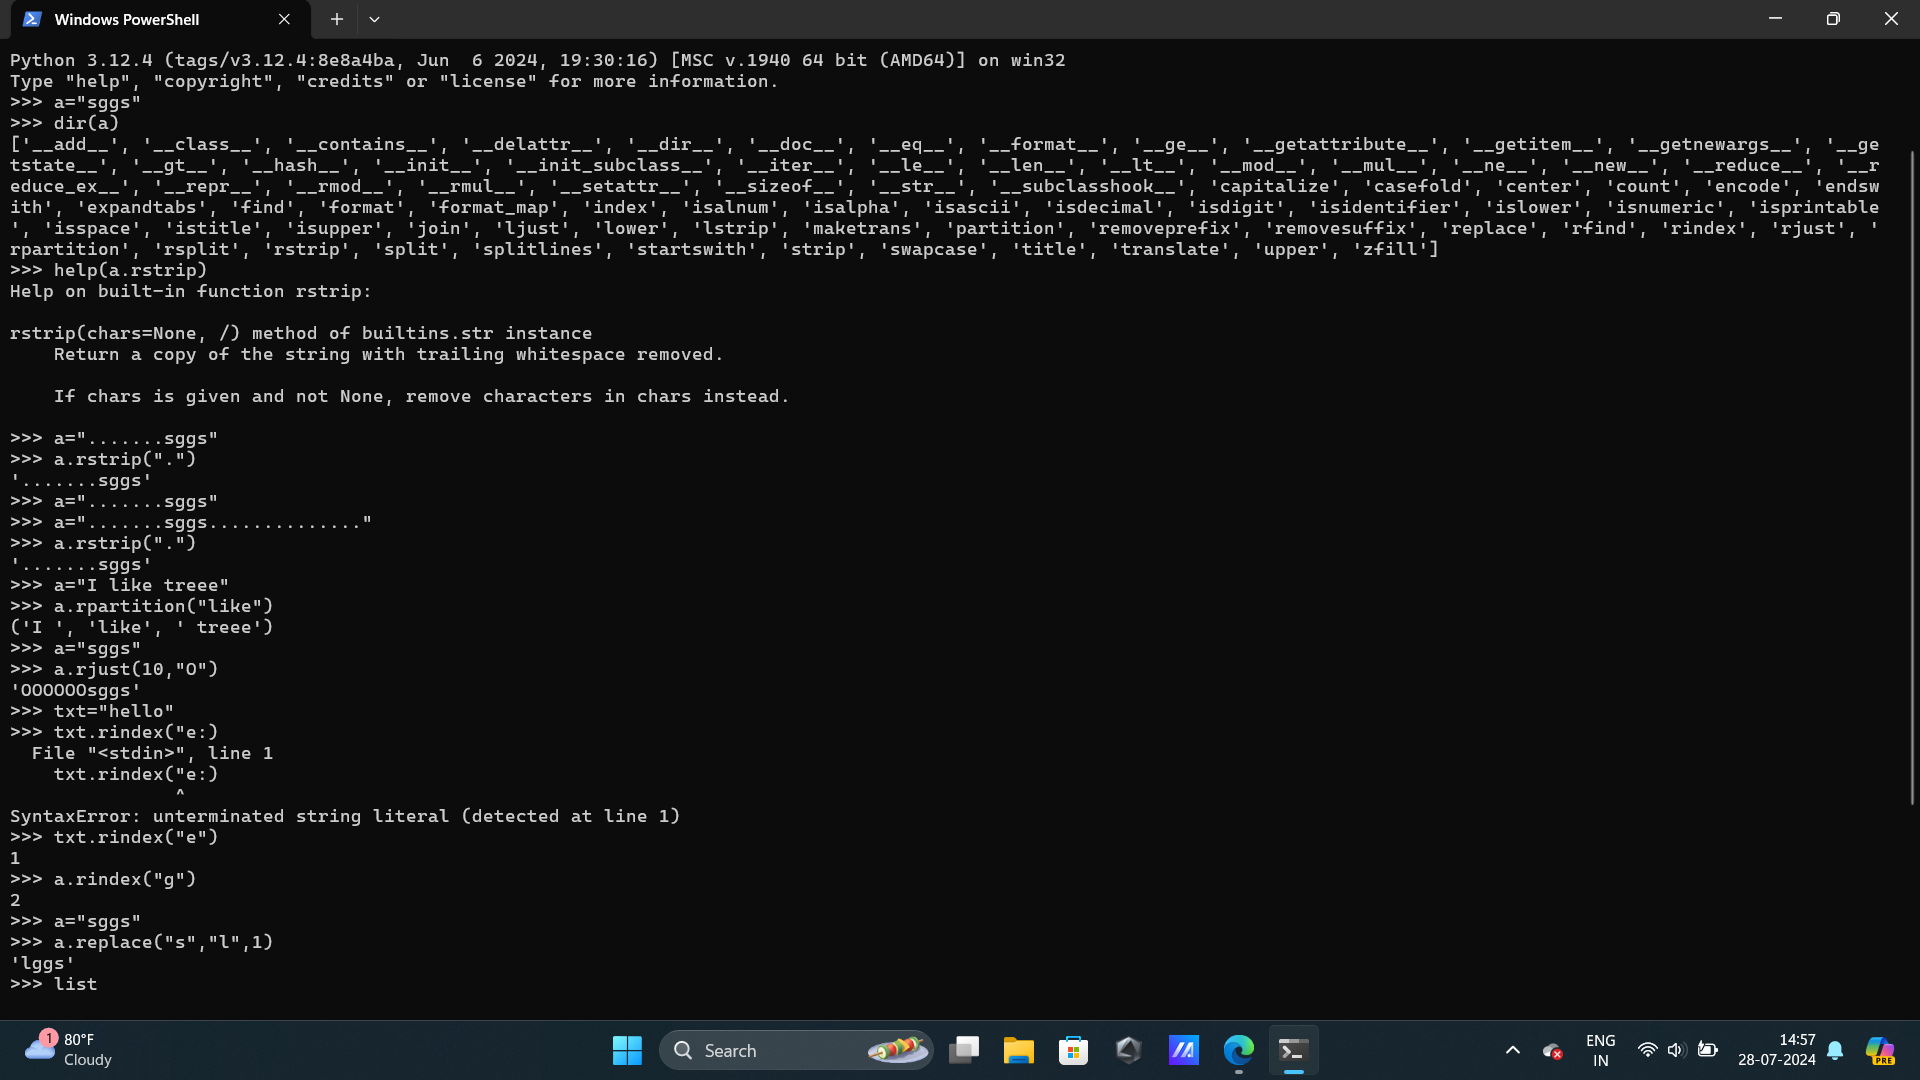 Windows PowerShell
Python 3.12.4 (tags/v3.12.4:8e8a4ba, Jun  6 2024, 19:30:16) [MSC v.1940 64 bit (AMD64)] on win32
Type "help", "copyright", "credits" or "license" for more information.
>>> a="sggs"
>>> dir(a)
['__add__', '__class__', '__contains__', '__delattr__', '__dir__', '__doc__', '__eq__', '__format__', '__ge__', '__getattribute__', '__getitem__', '__getnewargs__', '__ge
tstate__', '__gt__', '__hash__', '__init__', '__init_subclass__', '__iter__', '__le__', '__len__', '__lt__', '__mod__', '__mul__', '__ne__', '__new__', '__reduce__', '__r
educe_ex__', '__repr__', '__rmod__', '__rmul__', '__setattr__', '__sizeof__', '__str__', '__subclasshook__', 'capitalize', 'casefold', 'center', 'count', 'encode', 'endsw
ith', 'expandtabs', 'find', 'format', 'format_map', 'index', 'isalnum', 'isalpha', 'isascii', 'isdecimal', 'isdigit', 'isidentifier', 'islower', 'isnumeric', 'isprintable
', 'isspace', 'istitle', 'isupper', 'join', 'ljust', 'lower', 'lstrip', 'maketrans', 'partition', 'removeprefix', 'removesuffix', 'replace', 'rfind', 'rindex', 'rjust', '
rpartition', 'rsplit', 'rstrip', 'split', 'splitlines', 'startswith', 'strip', 'swapcase', 'title', 'translate', 'upper', 'zfill']
>>> help(a.rstrip)
Help on built-in function rstrip:
rstrip(chars=None, /) method of builtins.str instance
    Return a copy of the string with trailing whitespace removed.
    If chars is given and not None, remove characters in chars instead.
>>> a=".......sggs"
>>> a.rstrip(".")
'.......sggs'
>>> a=".......sggs"
>>> a=".......sggs.............."
>>> a.rstrip(".")
'.......sggs'
>>> a="I like treee"
>>> a.rpartition("like")
('I ', 'like', ' treee')
>>> a="sggs"
>>> a.rjust(10,"O")
'OOOOOOsggs'
>>> txt="hello"
>>> txt.rindex("e:)
  File "<stdin>", line 1
    txt.rindex("e:)
               ^
SyntaxError: unterminated string literal (detected at line 1)
>>> txt.rindex("e")
1
>>> a.rindex("g")
2
>>> a="sggs"
>>> a.replace("s","l",1)
'lggs'
>>> list
1
80°F
Cloudy
Search
ENG
IN
14:57
28-07-2024
PRE